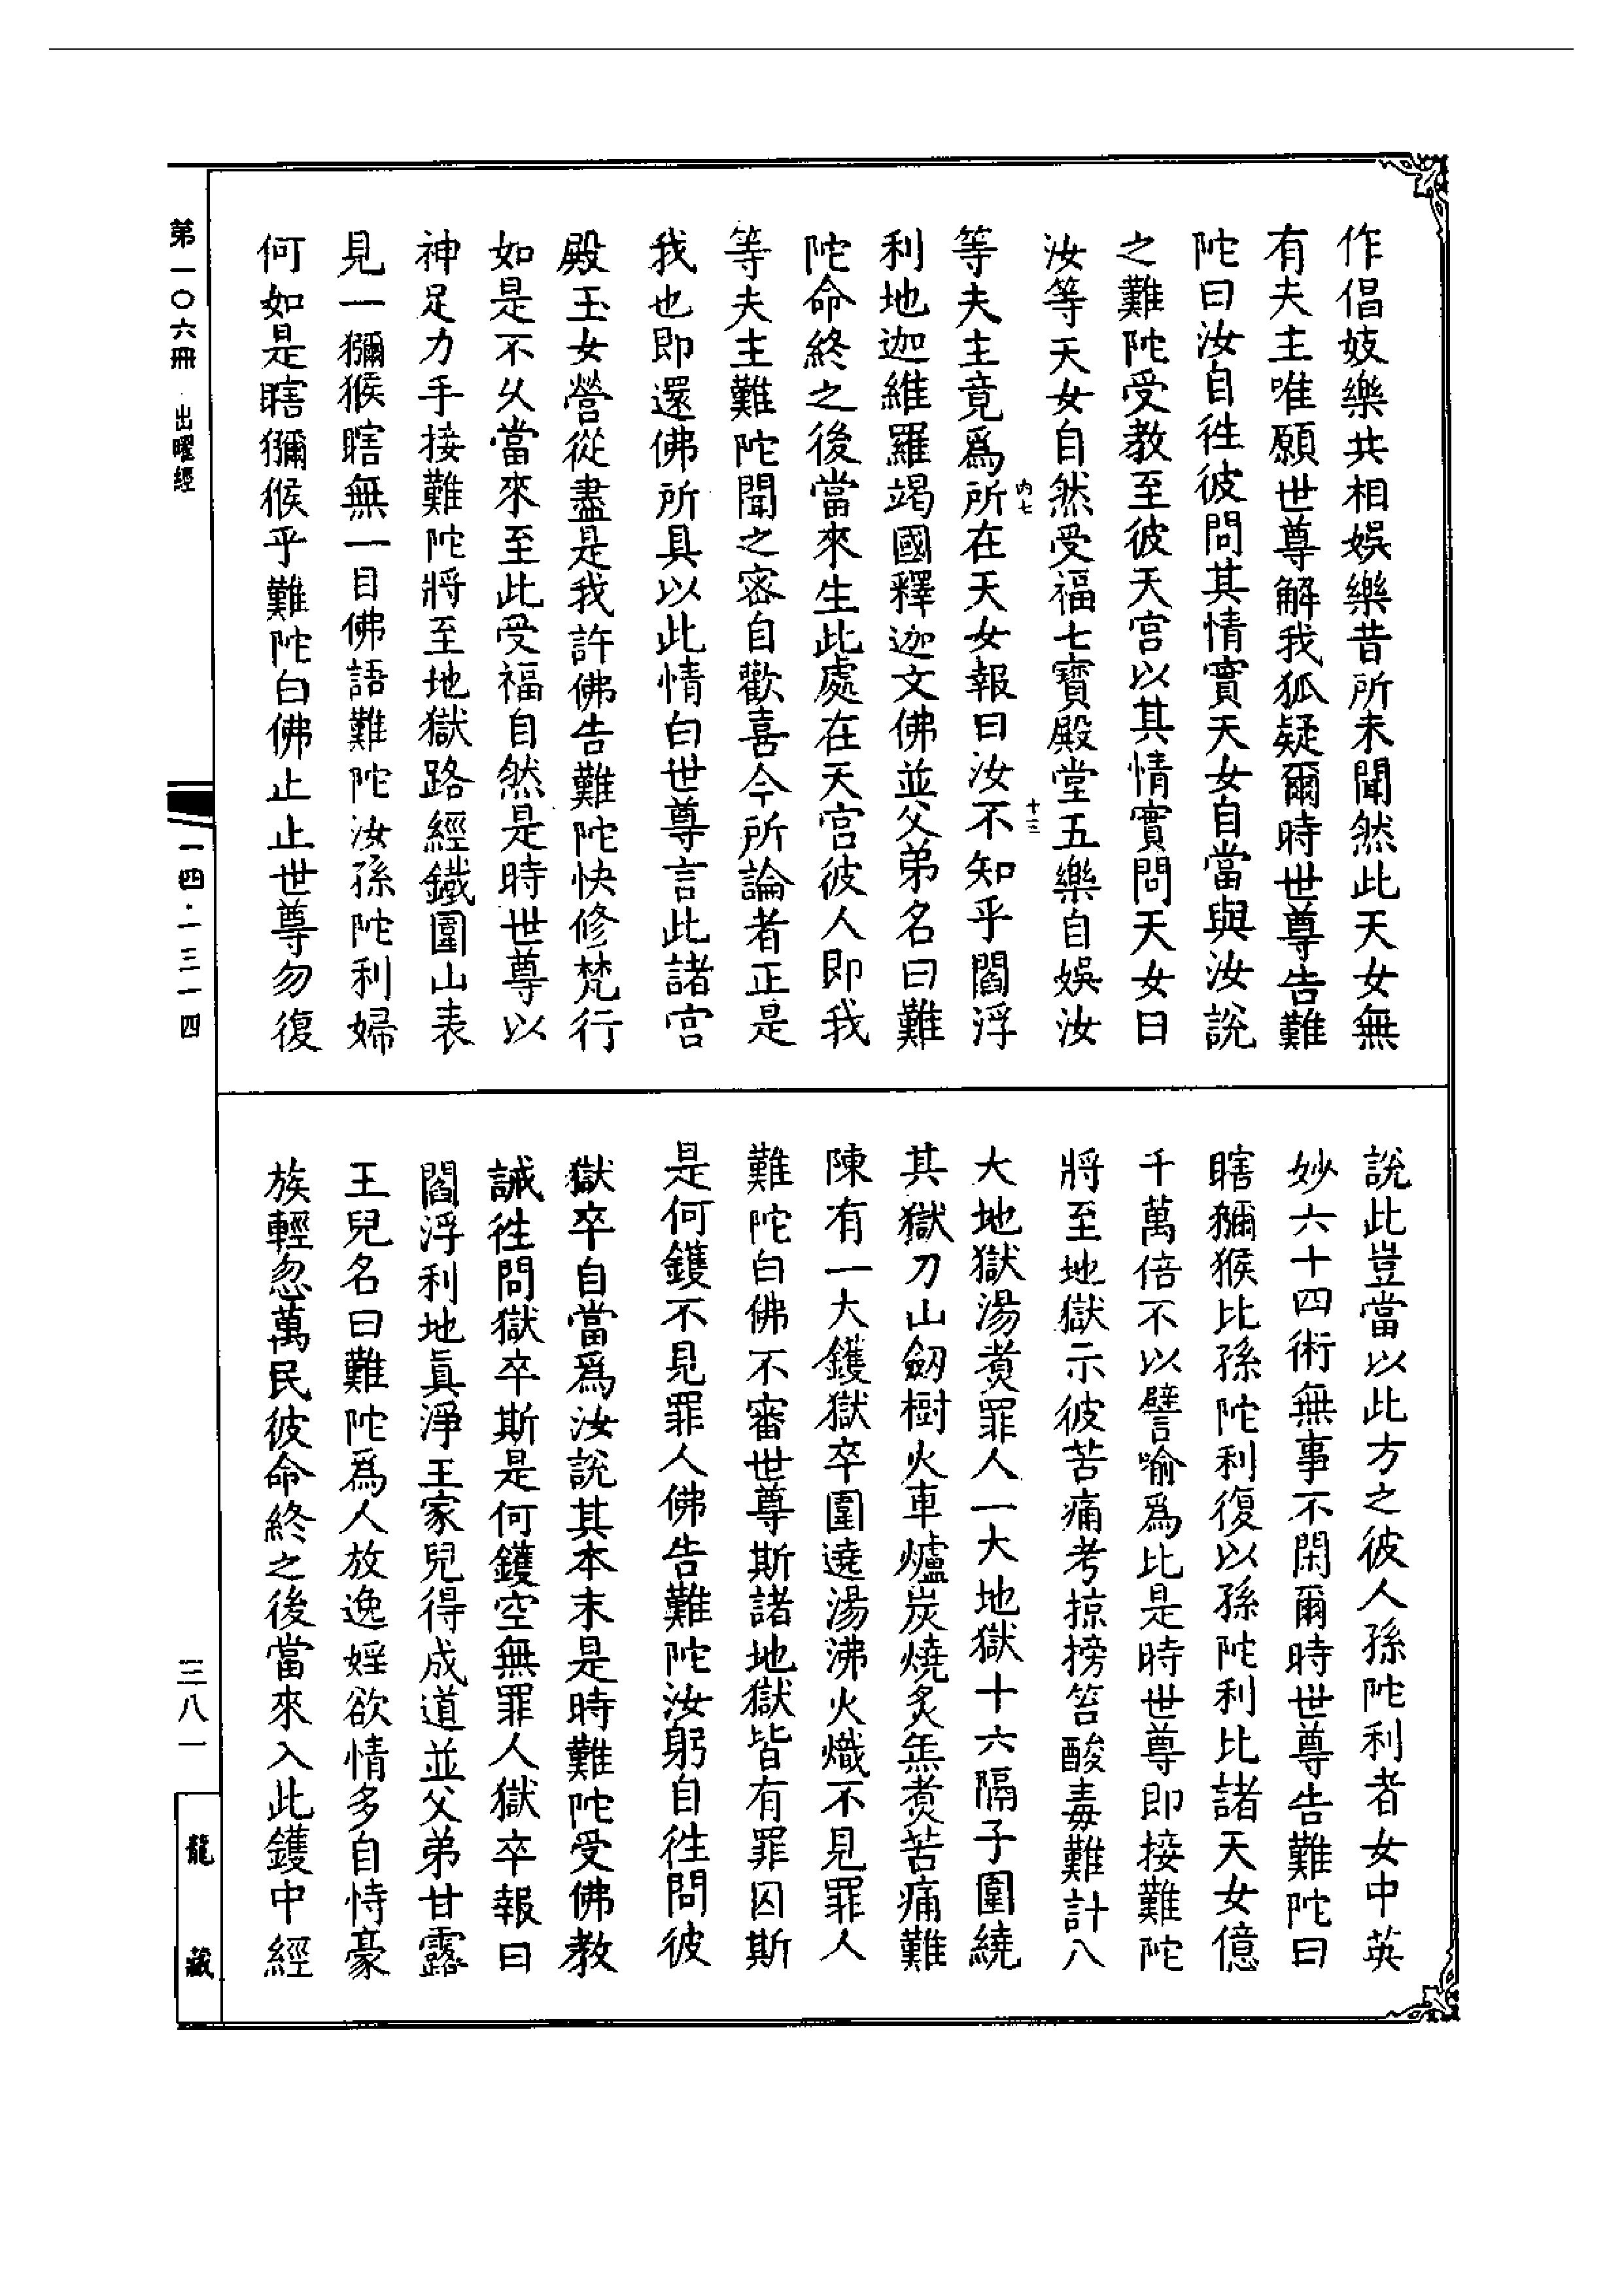 作倡妓樂共相娛樂昔所未聞然此天女無
有夫主唯願世尊解我狐疑爾時世尊告難
陀曰汝自往彼問其情實天女自當與汝說
之難陀受教至彼天宮以其情實問天女曰
汝等天女自然受福七寶殿堂五樂自娛汝
内七
十三
等夫主竟爲所在天女報曰汝不知乎閻浮
利地迦維羅竭國釋迦文佛並父弟名曰難
陀命終之後當來生此處在天宮彼人即我
等夫主難陀聞之密自歡喜今所論者正是
我也即還佛所具以此情白世尊言此諸宮
殿玉女營從盡是我許佛告難陀快修梵行
如是不久當來至此受福自然是時世尊以
神足力手接難陀將至地獄路經鐵圍山表
見一獼猴瞎無一目佛語難陀汝孫陀利婦
何如是瞎獼猴乎難陀白佛止止世尊勿復
說此豈當以此方之彼人孫陀利者女中英
妙六十四術無事不閑爾時世尊告難陀曰
瞎獼猴比孫陀利復以孫陀利比諸天女億
千萬倍不以譬喻爲比是時世尊即接難陀
將至地獄示彼苦痛考掠搒笞酸毒難計八
大地獄湯煑罪人一大地獄十六隔子圍繞
其獄刀山劒樹火車爐炭燒炙焏煑苦痛難
陳有一大鑊獄卒圍遶湯沸火熾不見罪人
難陀白佛不審世尊斯諸地獄皆有罪囚斯
是何鑊不見罪人佛告難陀汝躬自往問彼
獄卒自當爲汝說其本末是時難陀受佛教
誡往問獄卒斯是何鑊空無罪人獄卒報曰
閻浮利地眞淨王家兒得成道並父弟甘露
王兒名曰難陀爲人放逸婬欲情多自恃豪
族輕忽萬民彼命終之後當來入此鑊中經
第一〇六冊 出曜經
一四·一三一四
三八一
龍藏